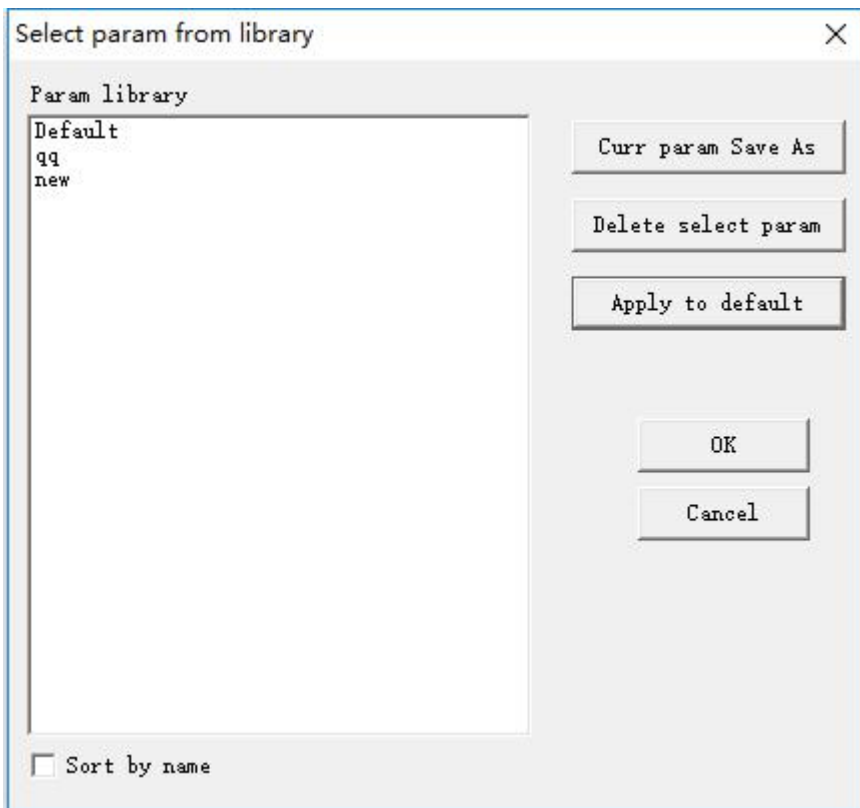 Select param from library
Param library
Default
qq
new
Curr param Save As
Delete select param
Apply to default
OK
Cancel
Sort by name